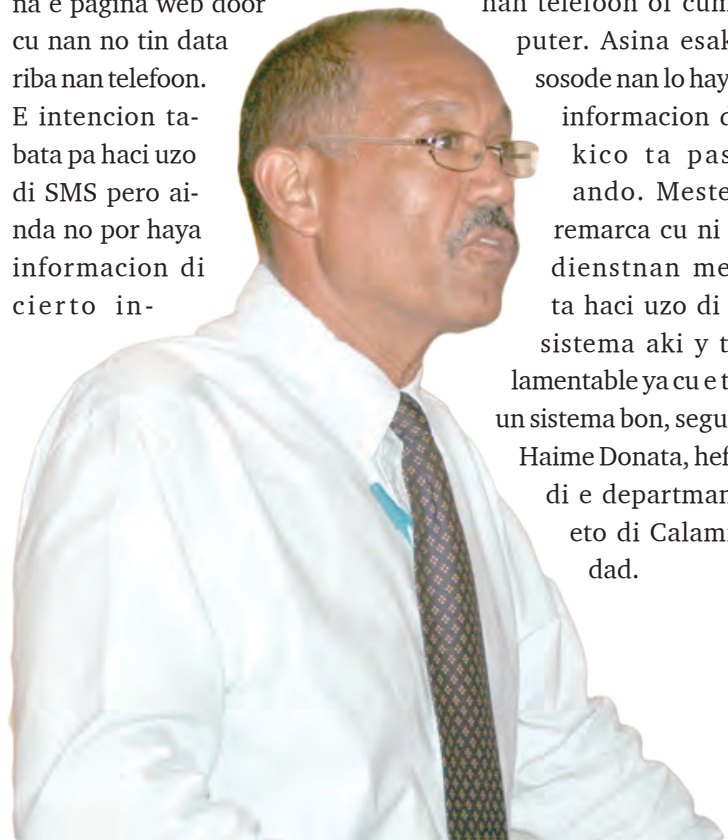 na e pagina web door
cu nan no tin data
riba nan telefoon.
E intencion ta-
bata pa haci uzo
di SMS pero ai-
nda no por haya
informacion di
cierto in-
nan telefoon of cum
puter. Asina esak
sosode nan lo hay
informacion d
kico ta pas
ando. Meste
remarca cu ni
dienstnan me
ta haci uzo di
sistema aki y t
lamentable ya cu e t
un sistema bon, segu
Haime Donata, hef
di e departman
eto di Calami
dad.